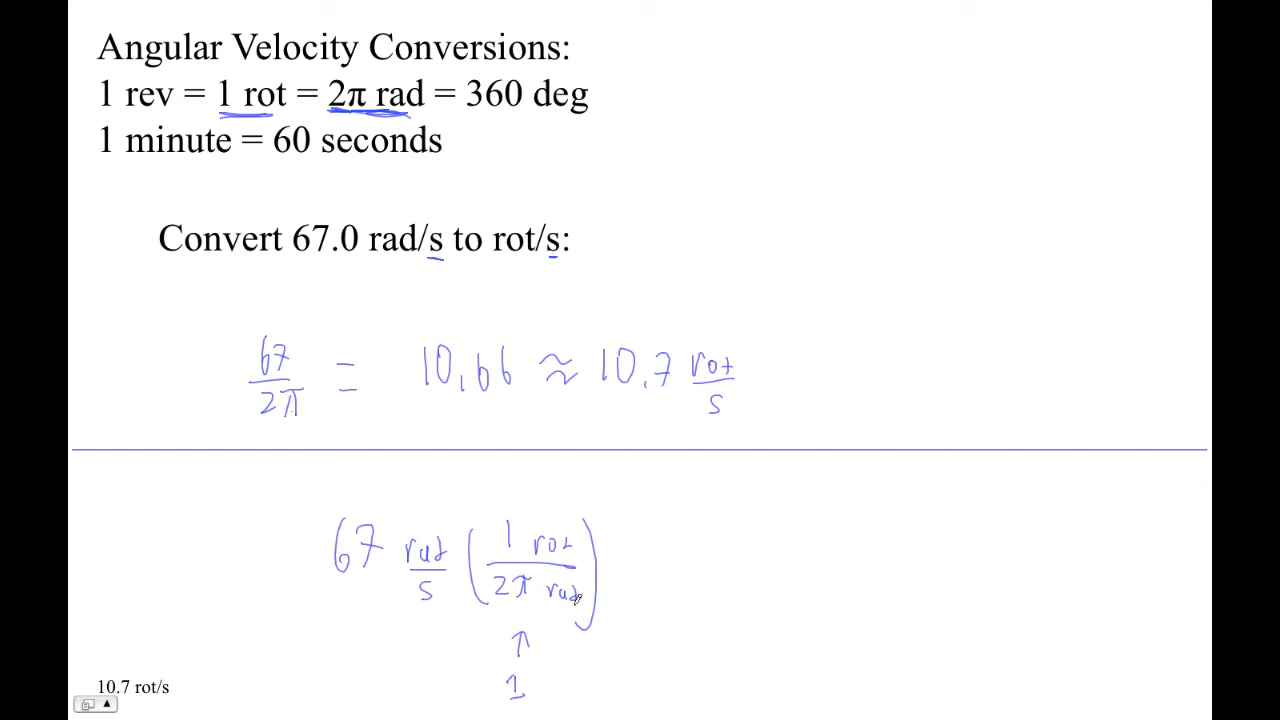 Angular Velocity Conversions:
1 rev = 1 rot = 2π rad = 360 deg
1 minute = 60 seconds
Convert 67.0 rad/s to rot/s:
67/2π = 10.66 ≈ 10.7 rot/s
67 rad/s (1 rot/2π rad)
↑
1
10.7 rot/s